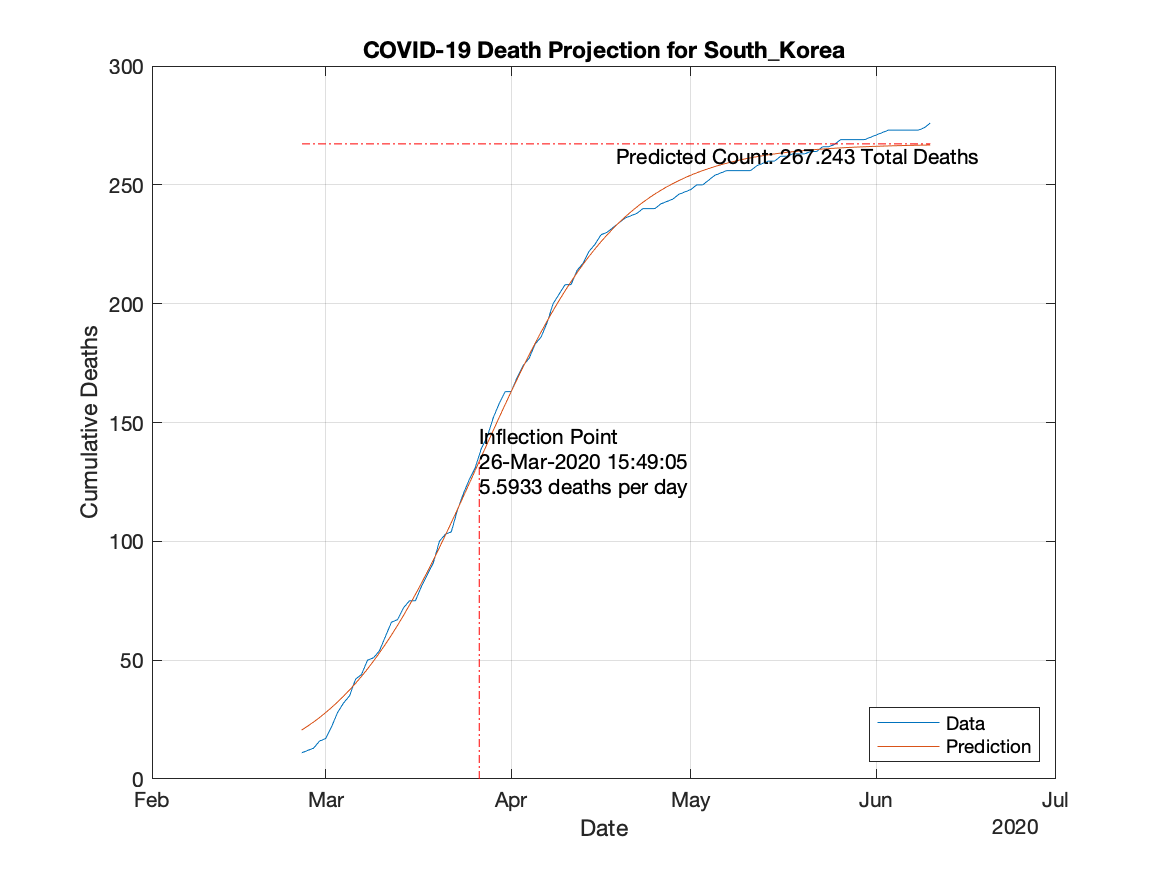 COVID-19 Death Projection for South_Korea
300
250
200
150
100
50
0
Cumulative Deaths
Predicted Count: 267.243 Total Deaths
Inflection Point
26-Mar-2020 15:49:05
5.5933 deaths per day
Data
Prediction
Feb
Mar
Apr
May
Jun
Jul
Date
2020